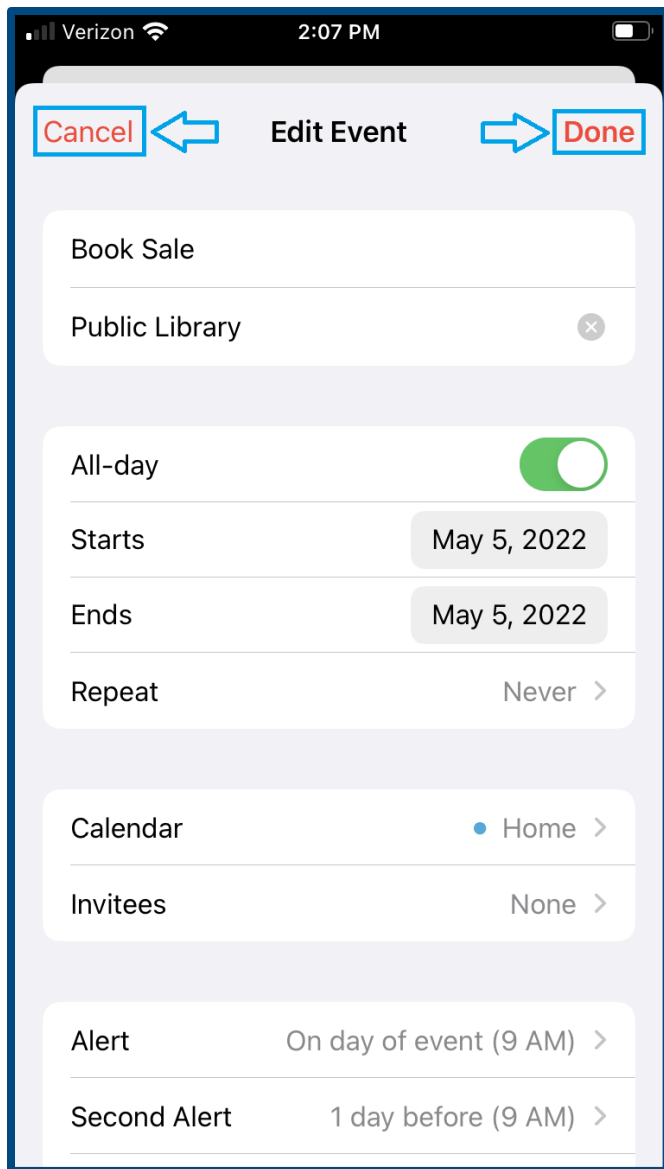 Verizon 2:07 PM
Cancel Edit Event Done
Book Sale
Public Library
All-day
Starts May 5, 2022
Ends May 5, 2022
Repeat Never
Calendar Home
Invitees None
Alert On day of event (9 AM)
Second Alert 1 day before (9 AM)